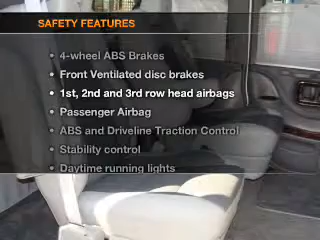 SAFETY FEATURES
• 4-wheel ABS Brakes
• Front Ventilated disc brakes
• 1st, 2nd and 3rd row head airbags
• Passenger Airbag
• ABS and Driveline Traction Control
• Stability control
• Daytime running lights